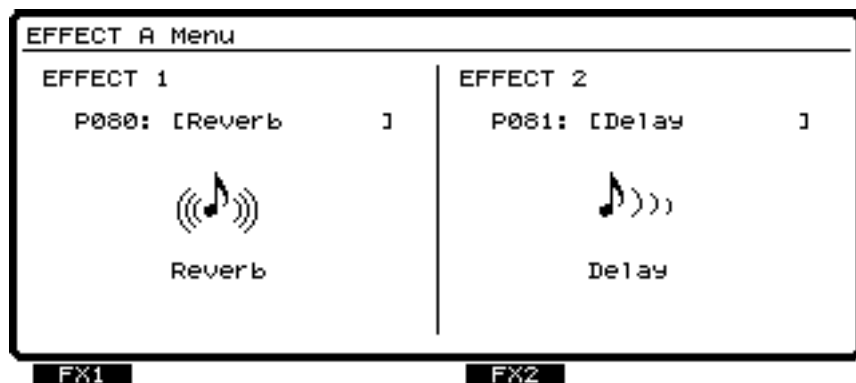 EFFECT A Menu
EFFECT 1
P080: [Reverb ]
Reverb
EFFECT 2
P081: [Delay ]
Delay
FX1
FX2